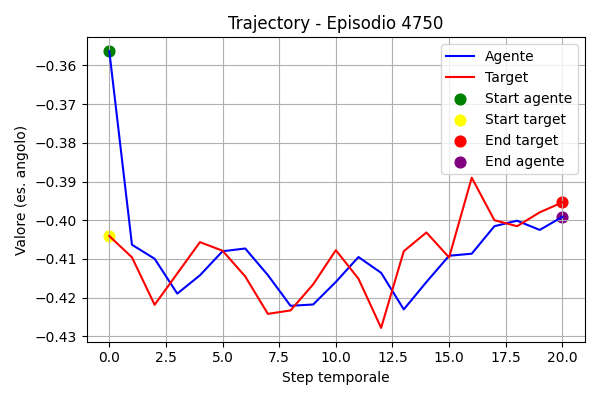 Trajectory - Episodio 4750
Agente
Target
Start agente
Start target
End target
End agente
Valore (es. angolo)
−0.36
−0.37
−0.38
−0.39
−0.40
−0.41
−0.42
−0.43
0.0 2.5 5.0 7.5 10.0 12.5 15.0 17.5 20.0
Step temporale